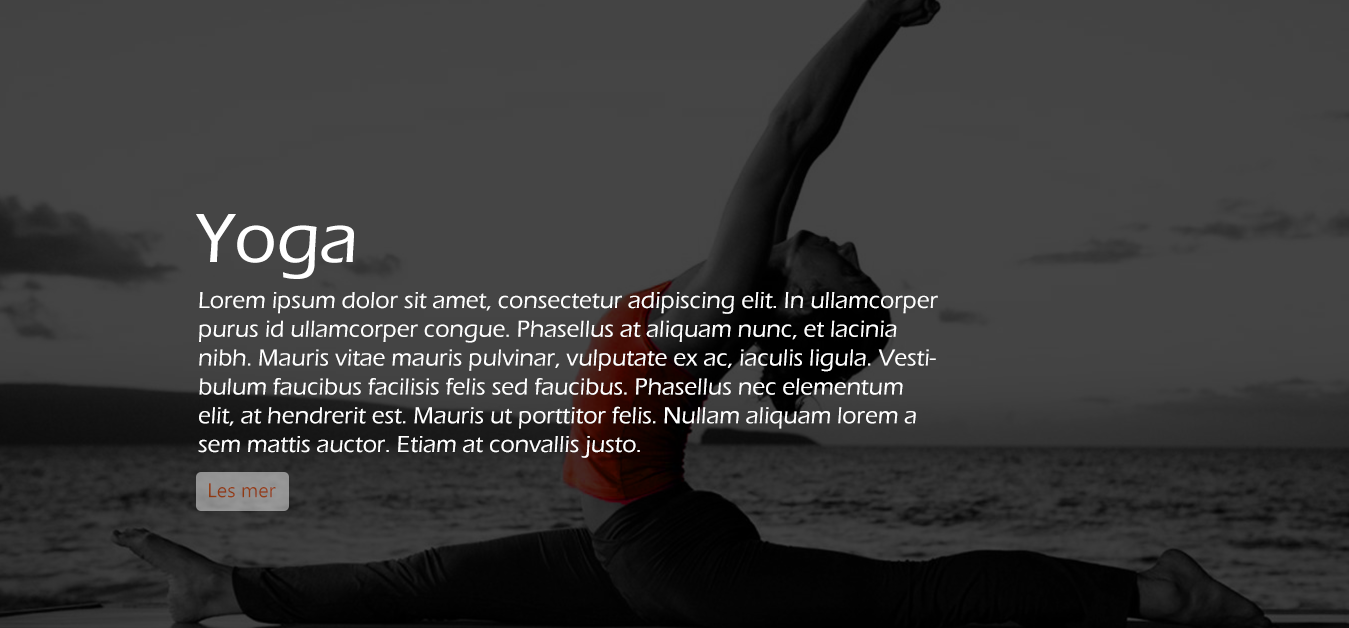 Yoga
Lorem ipsum dolor sit amet, consectetur adipiscing elit. In ullamcorper
purus id ullamcorper congue. Phasellus at aliquam nunc, et lacinia
nibh. Mauris vitae mauris pulvinar, vulputate ex ac, iaculis ligula. Vesti-
bulum faucibus facilisis felis sed faucibus. Phasellus nec elementum
elit, at hendrerit est. Mauris ut porttitor felis. Nullam aliquam lorem a
sem mattis auctor. Etiam at convallis justo.
Les mer